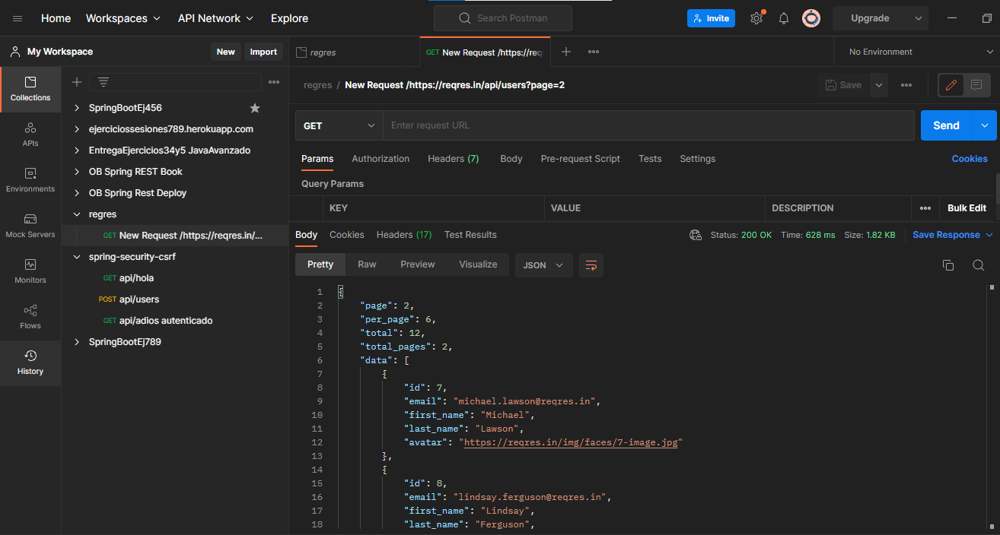 Home Workspaces API Network Explore Search Postman Invite Upgrade
My Workspace New Import
regres GET New Request /https://req No Environment
Collections
APIs
Environments
Mock Servers
Monitors
Flows
History
SpringBootEj456
ejerciciossesiones789.herokuapp.com
EntregaEjercicios34y5 JavaAvanzado
OB Spring REST Book
OB Spring Rest Deploy
regres
GET New Request /https://reqres.in/...
spring-security-csrf
GET api/hola
POST api/users
GET api/adios autenticado
SpringBootEj789
regres / New Request /https://reqres.in/api/users?page=2 Save
GET Enter request URL Send
Params Authorization Headers (7) Body Pre-request Script Tests Settings Cookies
Query Params
KEY VALUE DESCRIPTION Bulk Edit
Body Cookies Headers (17) Test Results Status: 200 OK Time: 628 ms Size: 1.82 KB Save Response
Pretty Raw Preview Visualize JSON
1 {
2 "page": 2,
3 "per_page": 6,
4 "total": 12,
5 "total_pages": 2,
6 "data": [
7 {
8 "id": 7,
9 "email": "michael.lawson@reqres.in",
10 "first_name": "Michael",
11 "last_name": "Lawson",
12 "avatar": "https://reqres.in/img/faces/7-image.jpg"
13 },
14 {
15 "id": 8,
16 "email": "lindsay.ferguson@reqres.in",
17 "first_name": "Lindsay",
18 "last_name": "Ferguson",